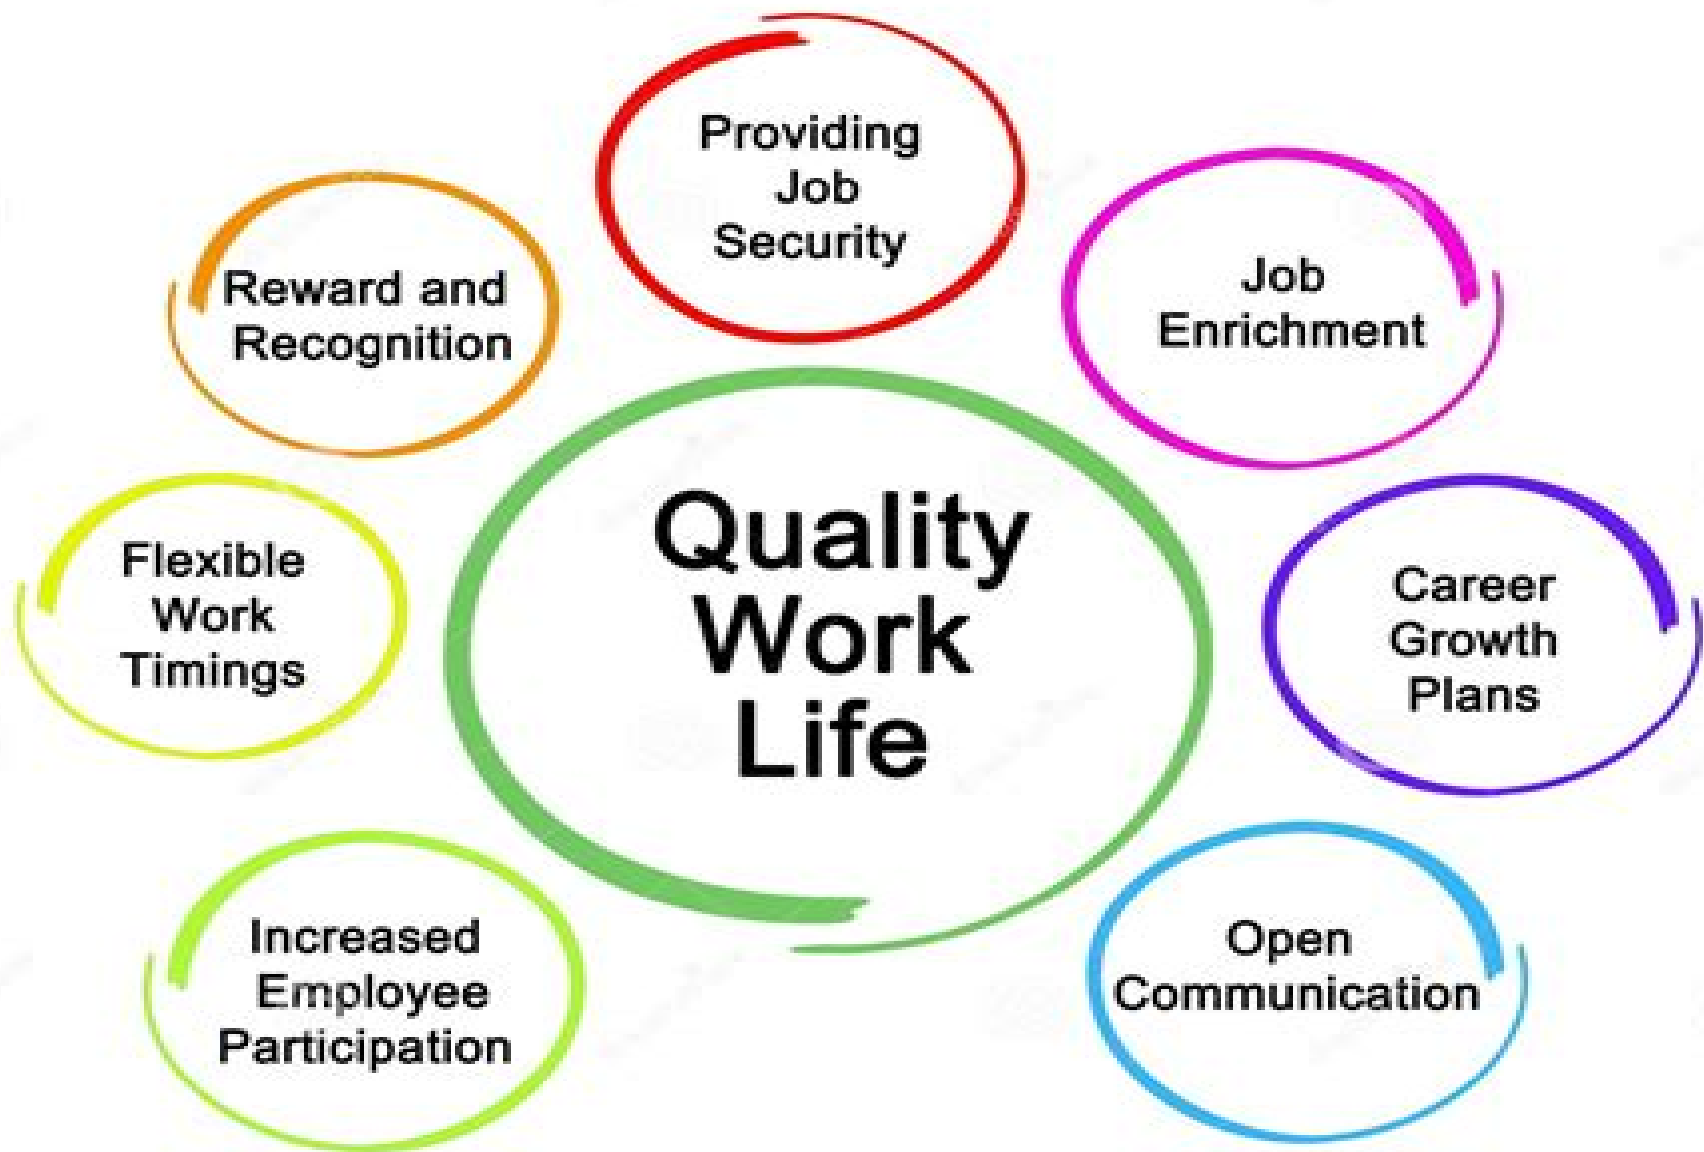 Providing
Job
Security
Reward and
Recognition
Job
Enrichment
Quality
Work
Life
Flexible
Work
Timings
Career
Growth
Plans
Increased
Employee
Participation
Open
Communication